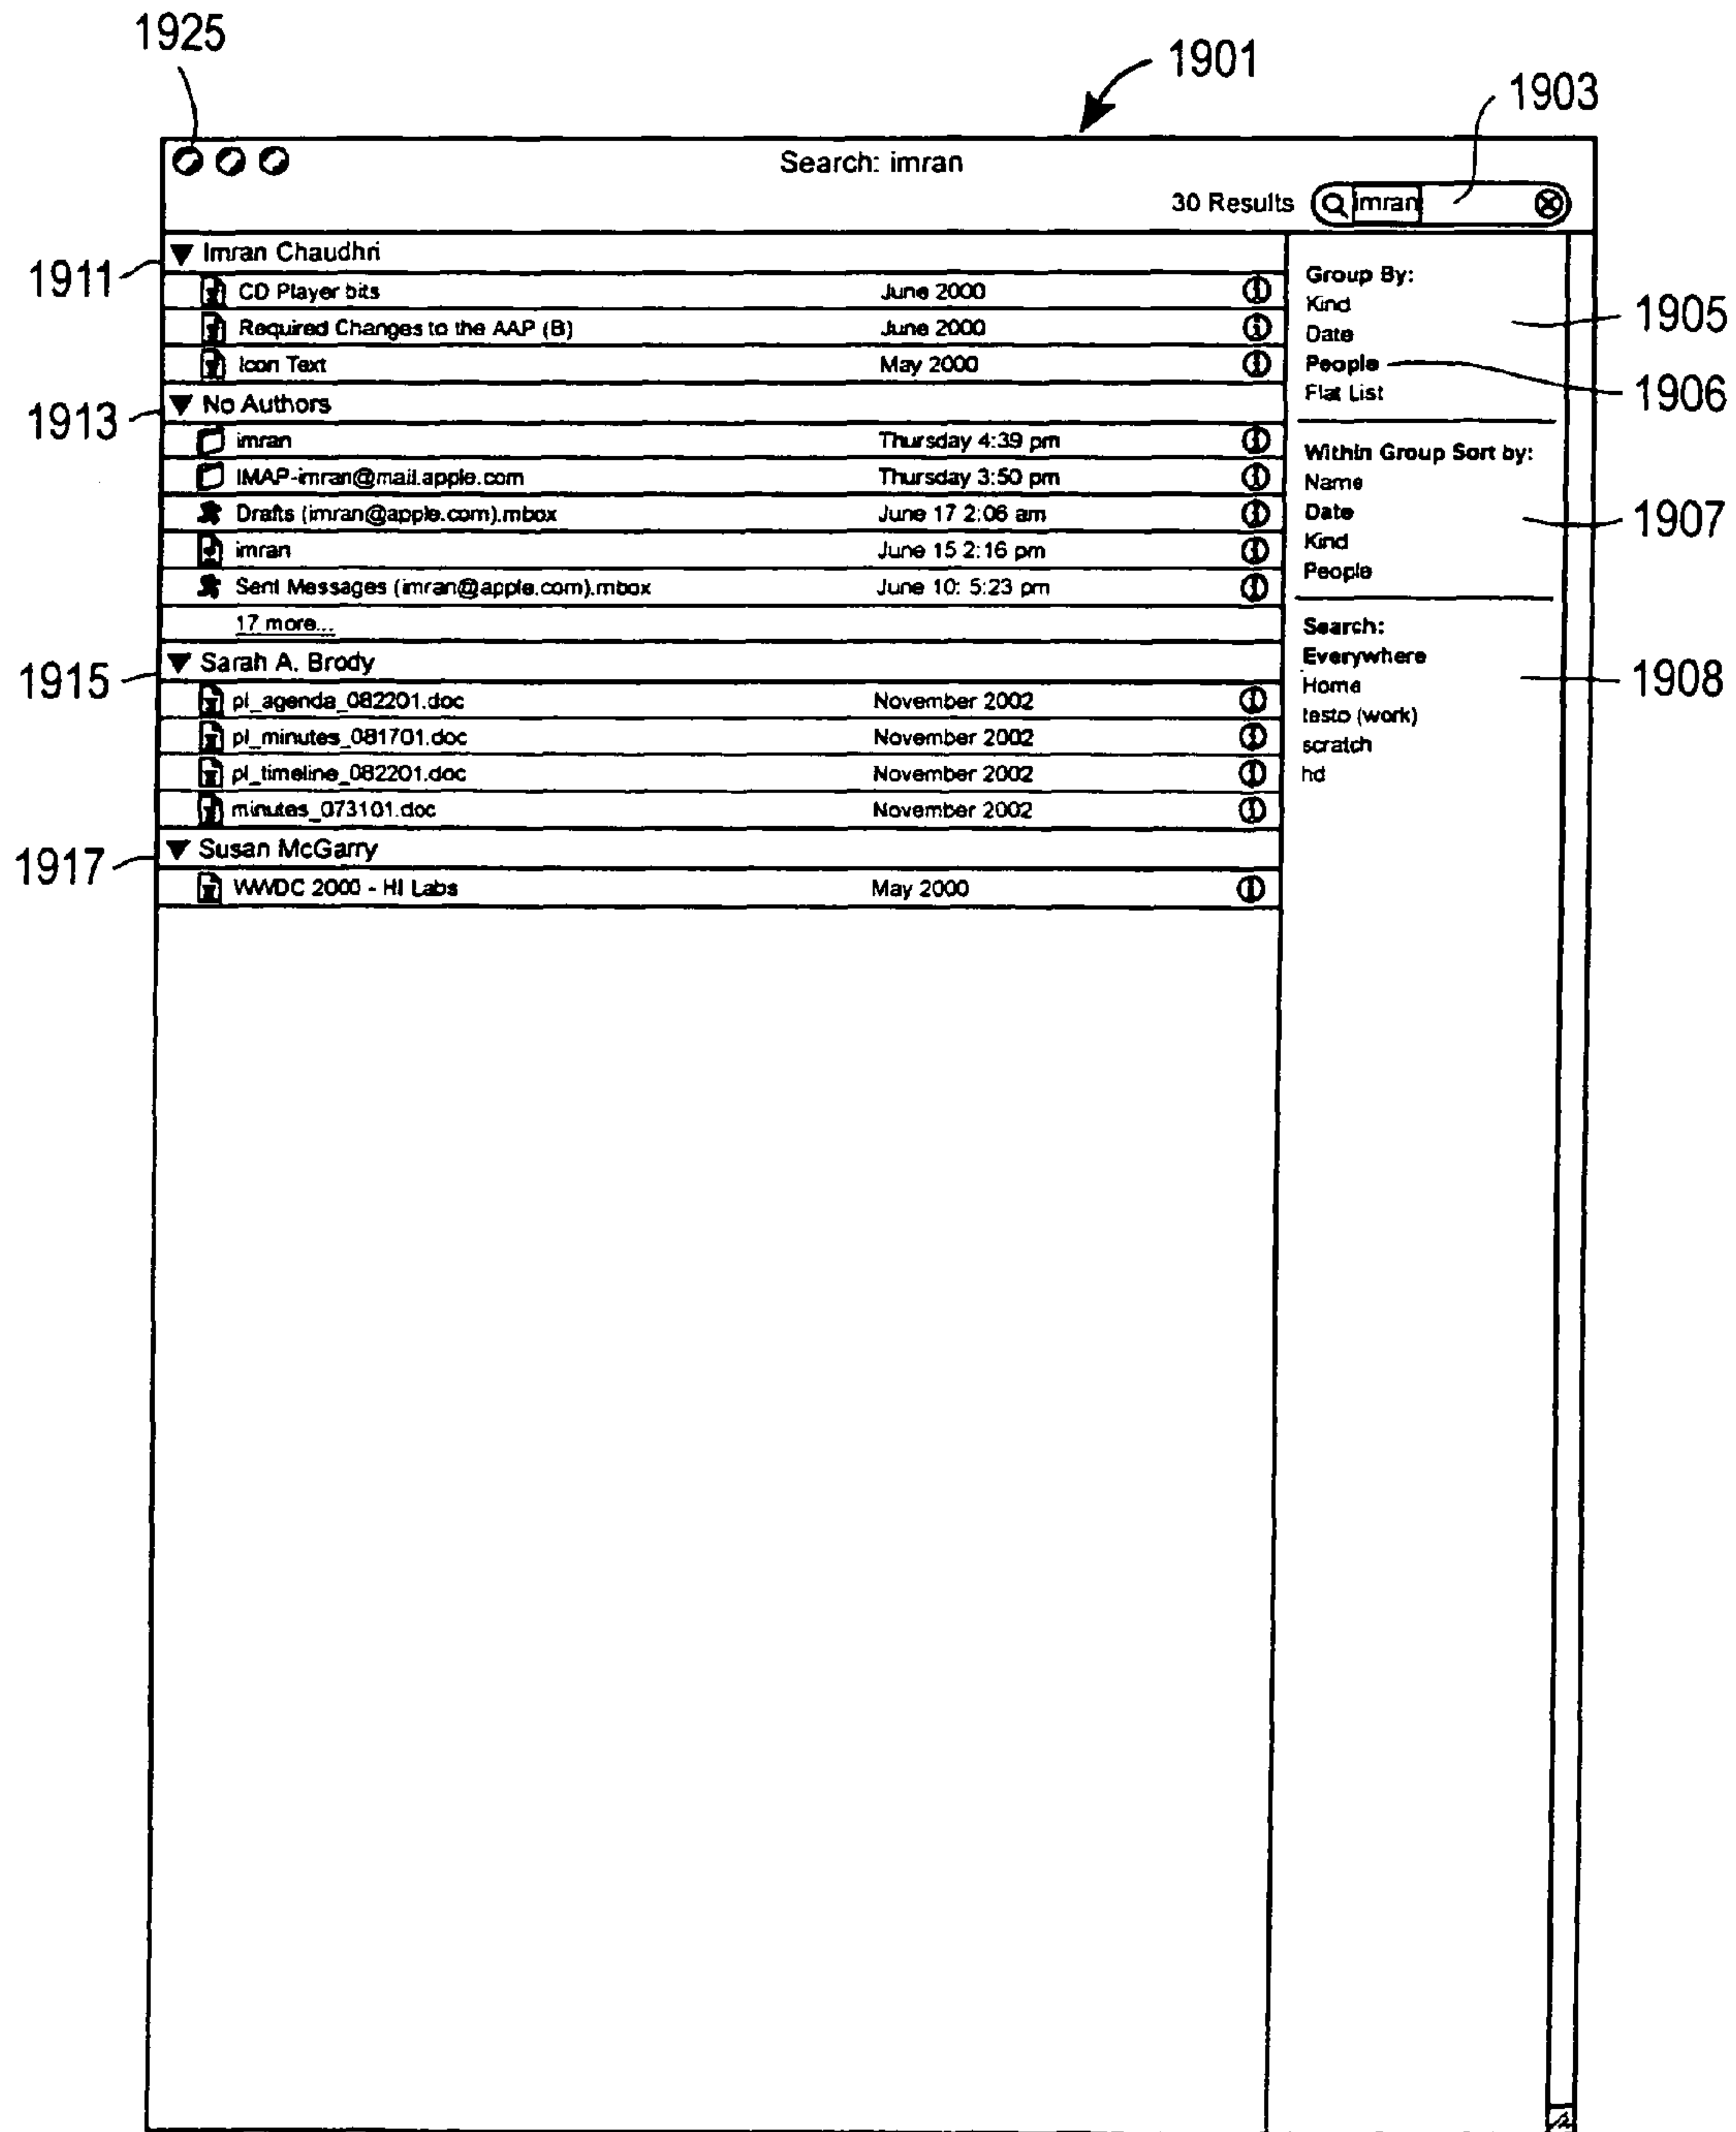 1925
1901
1903
Search: imran
30 Results imran
1911
Imran Chaudhri
CD Player bits June 2000
Required Changes to the AAP (B) June 2000
Icon Text May 2000
1913
No Authors
imran Thursday 4:39 pm
IMAP-imran@mail.apple.com Thursday 3:50 pm
Drafts (imran@apple.com).mbox June 17 2:06 am
imran June 15 2:16 pm
Sent Messages (imran@apple.com).mbox June 10: 5:23 pm
17 more...
1915
Sarah A. Brody
pl_agenda_082201.doc November 2002
pl_minutes_081701.doc November 2002
pl_timeline_082201.doc November 2002
minutes_073101.doc November 2002
1917
Susan McGarry
WWDC 2000 - HI Labs May 2000
Group By:
Kind
Date
People
Flat List
1905
1906
Within Group Sort by:
Name
Date
Kind
People
1907
Search:
Everywhere
Home
testo (work)
scratch
hd
1908